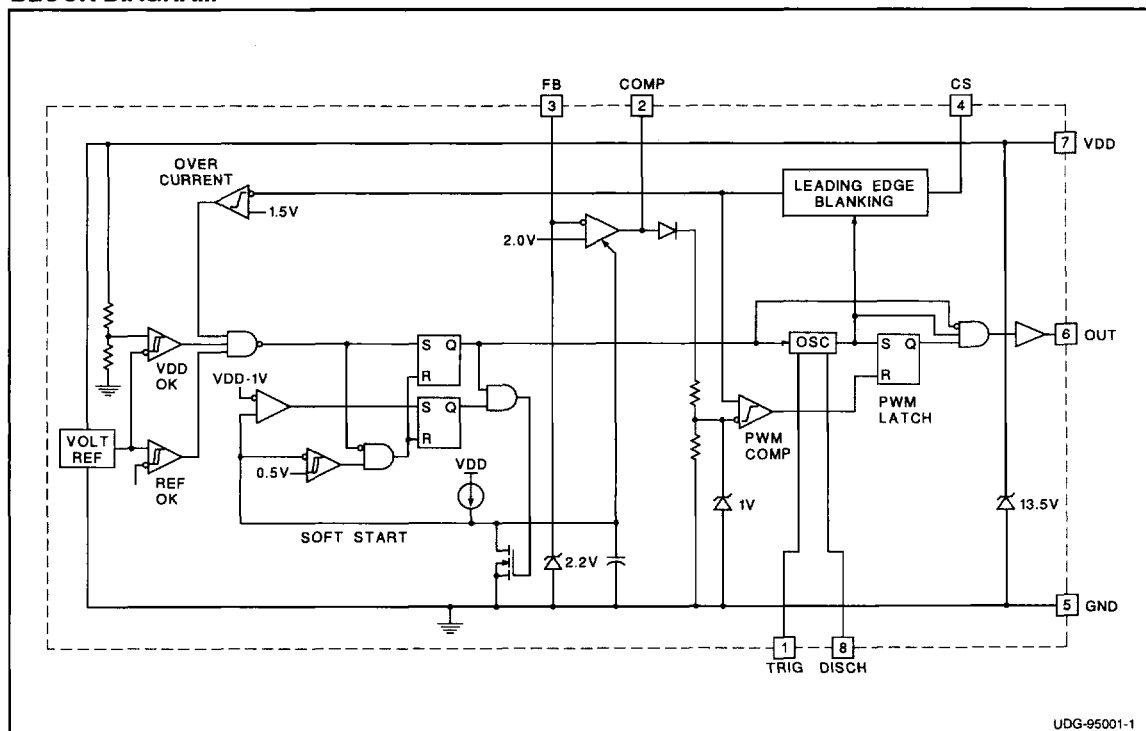 BLOCK DIAGRAM
FB
COMP
CS
3
2
4
7 VDD
OVER
CURRENT
LEADING EDGE
BLANKING
1.5V
2.0V
OSC
6 OUT
S Q
R
S Q
R
S Q
R
PWM
LATCH
VDD
OK
VDD-1V
PWM
COMP
VOLT
REF
REF
OK
0.5V
VDD
SOFT START
2.2V
1V
13.5V
5 GND
1
8
TRIG
DISCH
UDG-95001-1